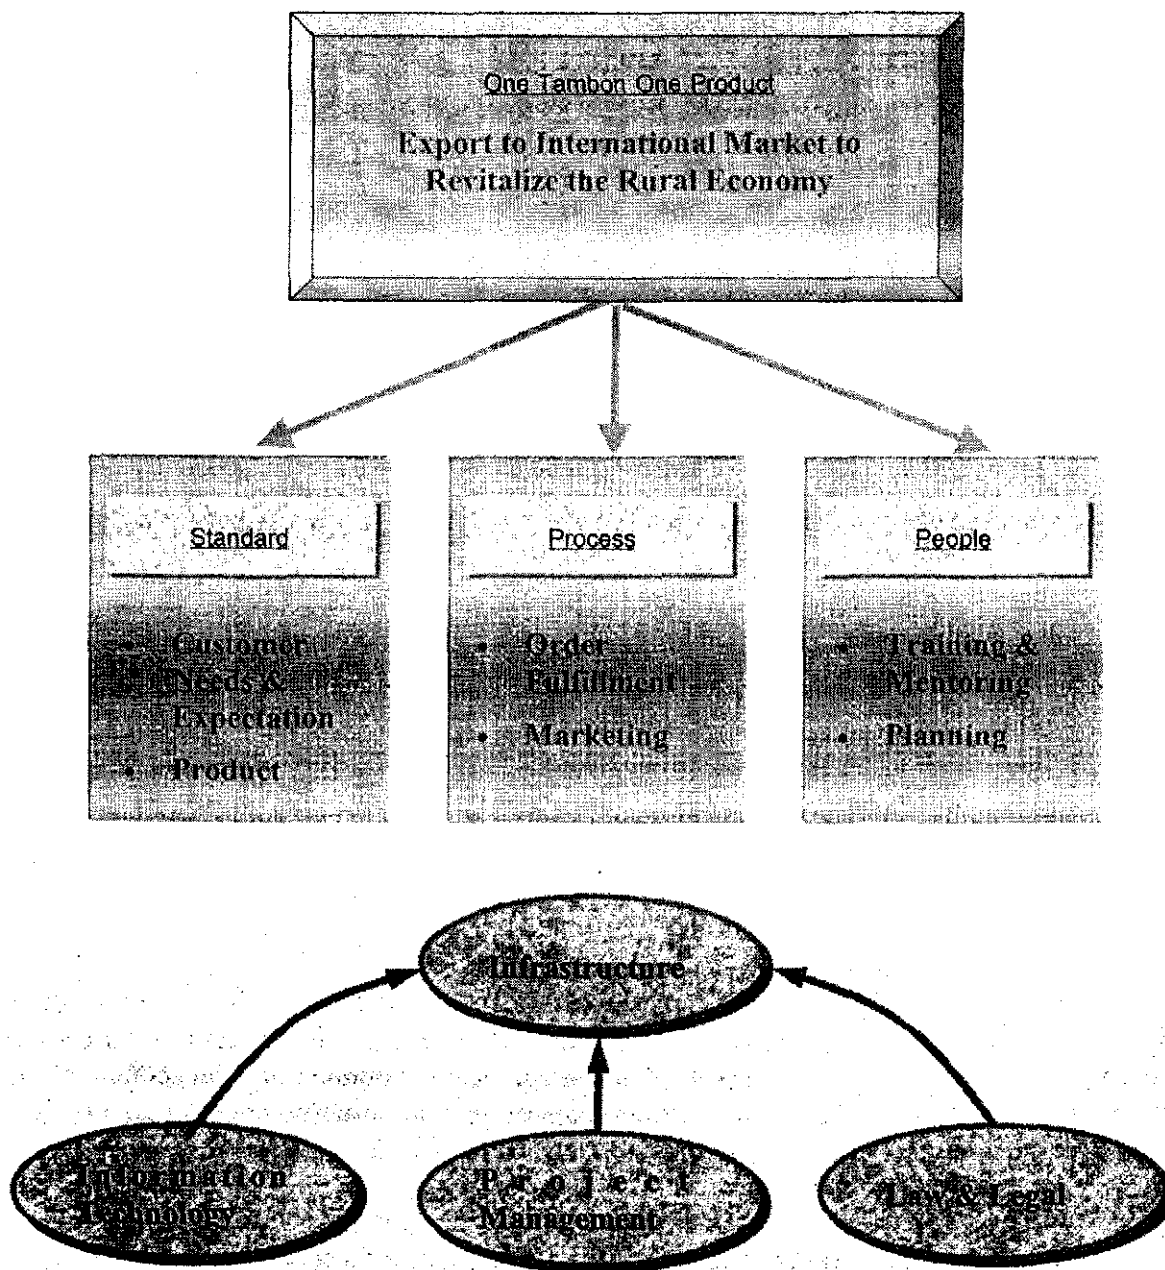 One Tambon One Product
Export to International Market to
Revitalize the Rural Economy
Standard
• Customer
Needs &
Expectation
• Product
Process
• Order
Fulfillment
• Marketing
People
• Training &
Mentoring
• Planning
Infrastructure
Information
Technology
Project
Management
Law & Legal